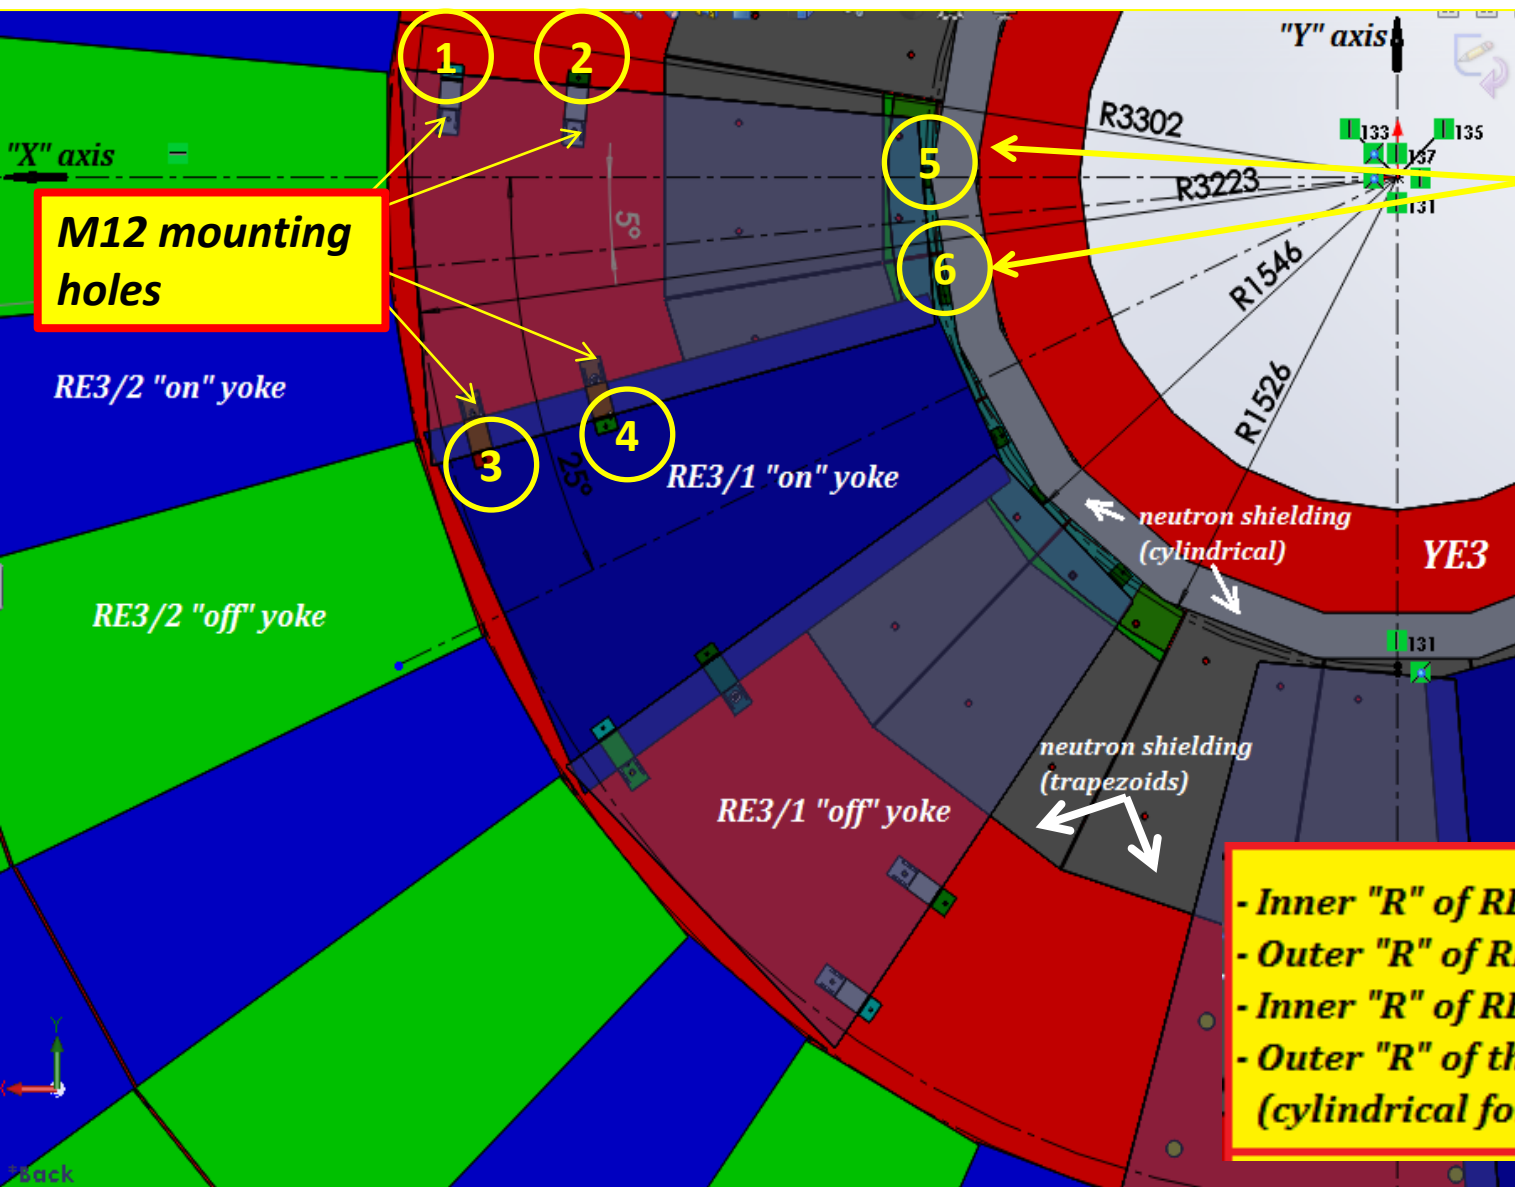 "Y" axis
1
2
R3302
133
135
137
"X" axis
5
R3223
131
M12 mounting
holes
5°
6
R1546
RE3/2 "on" yoke
R1526
4
3
25°
RE3/1 "on" yoke
neutron shielding
(cylindrical)
YE3
RE3/2 "off" yoke
131
neutron shielding
(trapezoids)
RE3/1 "off" yoke
- Inner "R" of RE
- Outer "R" of R
- Inner "R" of RE
- Outer "R" of th
(cylindrical fo
Y
X
*Back